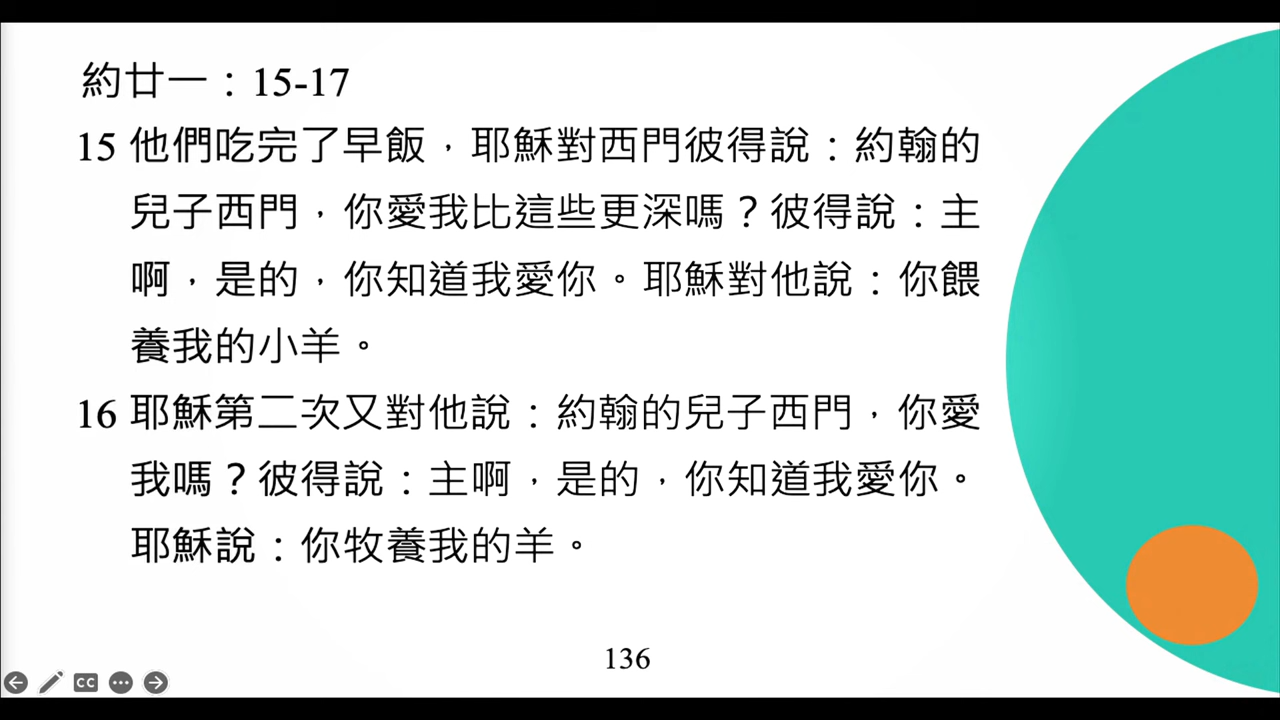 約廿一：15-17
15 他們吃完了早飯，耶穌對西門彼得說：約翰的
兒子西門，你愛我比這些更深嗎？彼得說：主
啊，是的，你知道我愛你。耶穌對他說：你餵
養我的小羊。
16 耶穌第二次又對他說：約翰的兒子西門，你愛
我嗎？彼得說：主啊，是的，你知道我愛你。
耶穌說：你牧養我的羊。
136
CC